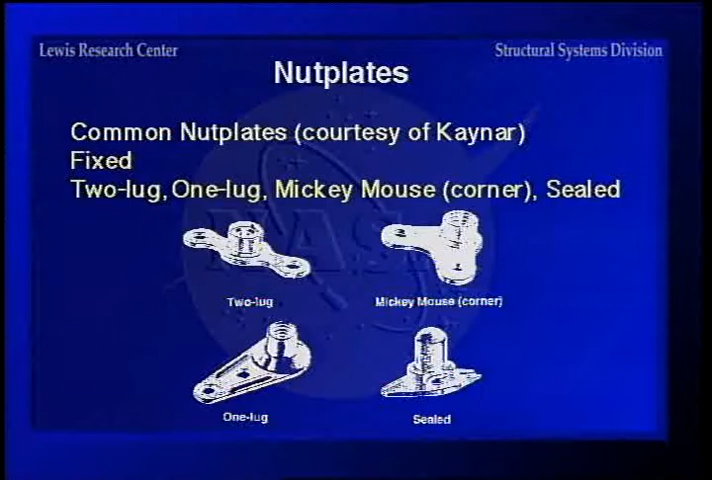 Lewis Research Center
Structural Systems Division
Nutplates
Common Nutplates (courtesy of Kaynar)
Fixed
Two-lug, One-lug, Mickey Mouse (corner), Sealed
NASA
Two-lug
Mickey Mouse (corner)
One-lug
Sealed